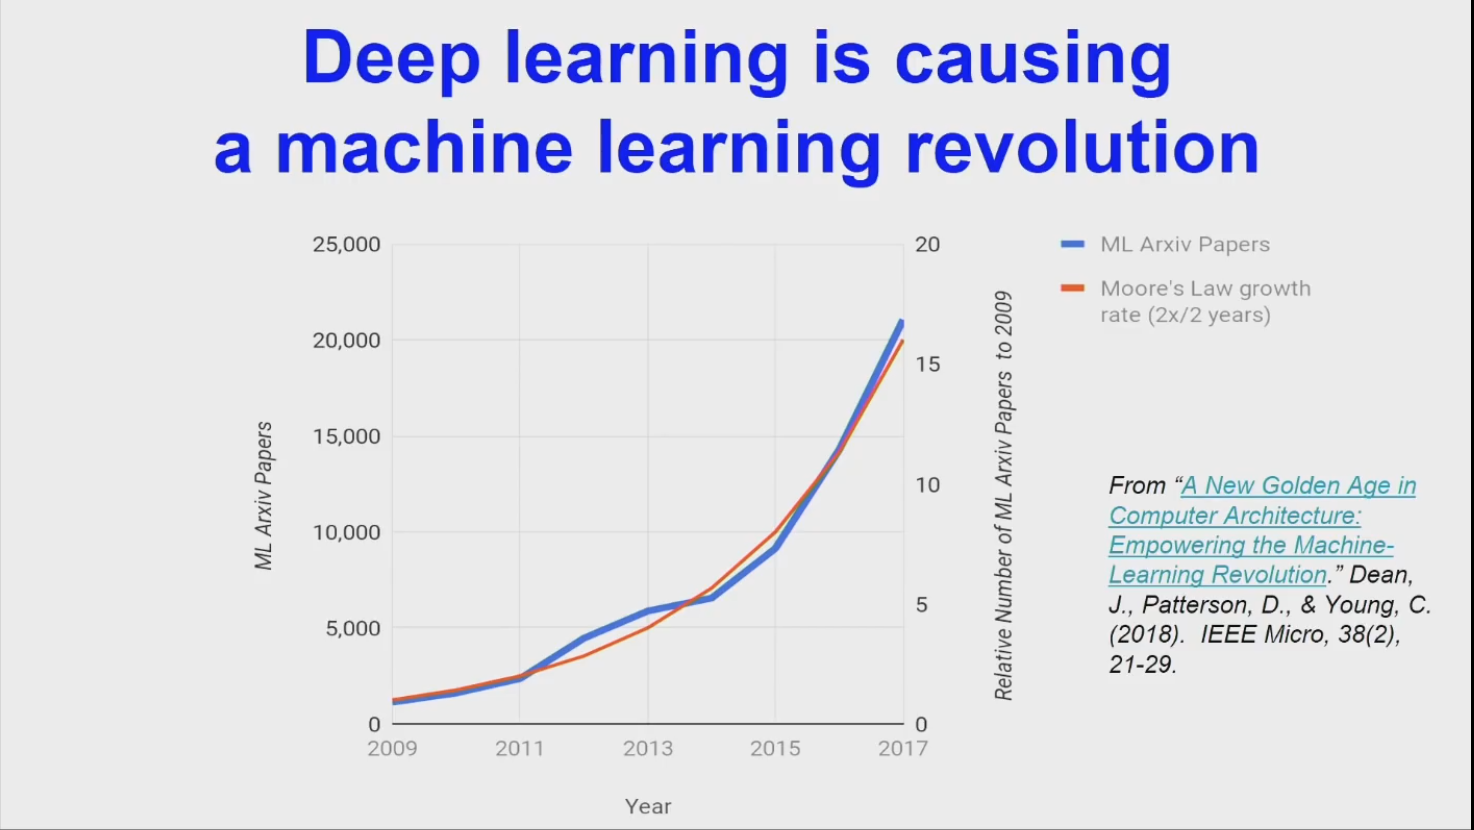 Deep learning is causing
a machine learning revolution
25,000
20,000
15,000
10,000
5,000
0
ML Arxiv Papers
20
15
10
5
0
Relative Number of ML Arxiv Papers to 2009
2009
2011
2013
2015
2017
Year
ML Arxiv Papers
Moore's Law growth
rate (2x/2 years)
From “A New Golden Age in
Computer Architecture:
Empowering the Machine-
Learning Revolution.” Dean,
J., Patterson, D., & Young, C.
(2018). IEEE Micro, 38(2),
21-29.